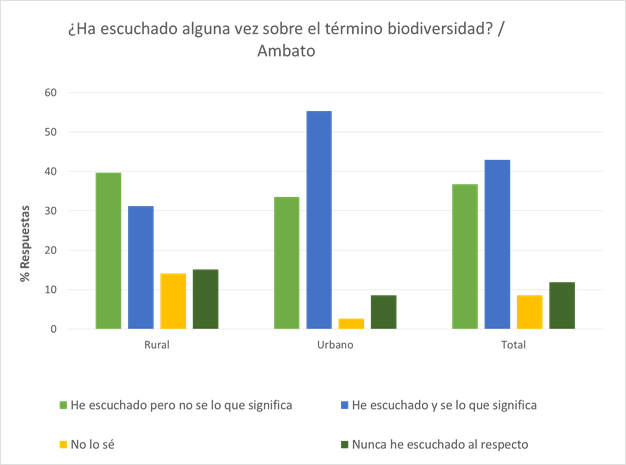 ¿Ha escuchado alguna vez sobre el término biodiversidad? /
Ambato
60
50
40
30
20
10
0
% Respuestas
Rural
Urbano
Total
He escuchado pero no se lo que significa
He escuchado y se lo que significa
No lo sé
Nunca he escuchado al respecto